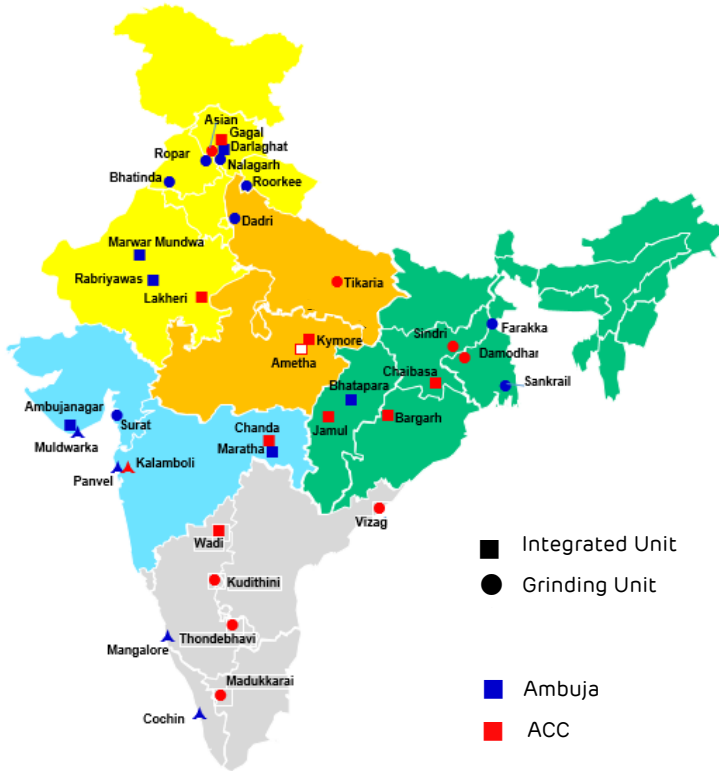 Asian
Gagal
Darlaghat
Ropar
Nalagarh
Bhatinda
Roorkee
Dadri
Marwar Mundwa
Rabriyawas
Lakheri
Tikaria
Kymore
Ametha
Sindri
Farakka
Damodhar
Chaibasa
Sankrail
Bhatapara
Bargarh
Jamul
Ambujanagar
Surat
Muldwarka
Chanda
Maratha
Kalamboli
Panvel
Vizag
Wadi
Kudithini
Thondebhavi
Mangalore
Madukkarai
Cochin
Integrated Unit
Grinding Unit
Ambuja
ACC